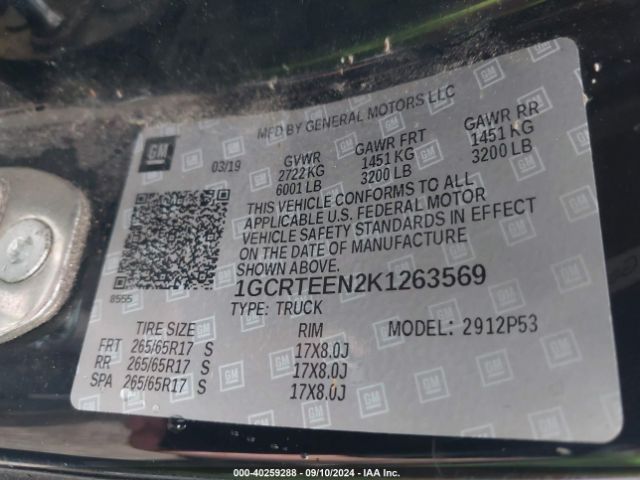 MFD BY GENERAL MOTORS LLC
GM
03/19
GVWR GAWR FRT GAWR RR
2722KG 1451 KG 1451 KG
6001 LB 3200 LB 3200 LB
THIS VEHICLE CONFORMS TO ALL
APPLICABLE U.S. FEDERAL MOTOR
VEHICLE SAFETY STANDARDS IN EFFECT
ON THE DATE OF MANUFACTURE
SHOWN ABOVE.
8555
1GCRTEEN2K1263569
TYPE: TRUCK
MODEL: 2912P53
TIRE SIZE RIM
FRT 265/65R17 S 17X8.0J
RR 265/65R17 S 17X8.0J
SPA 265/65R17 S 17X8.0J
000-40259288 - 09/10/2024 - IAA Inc.